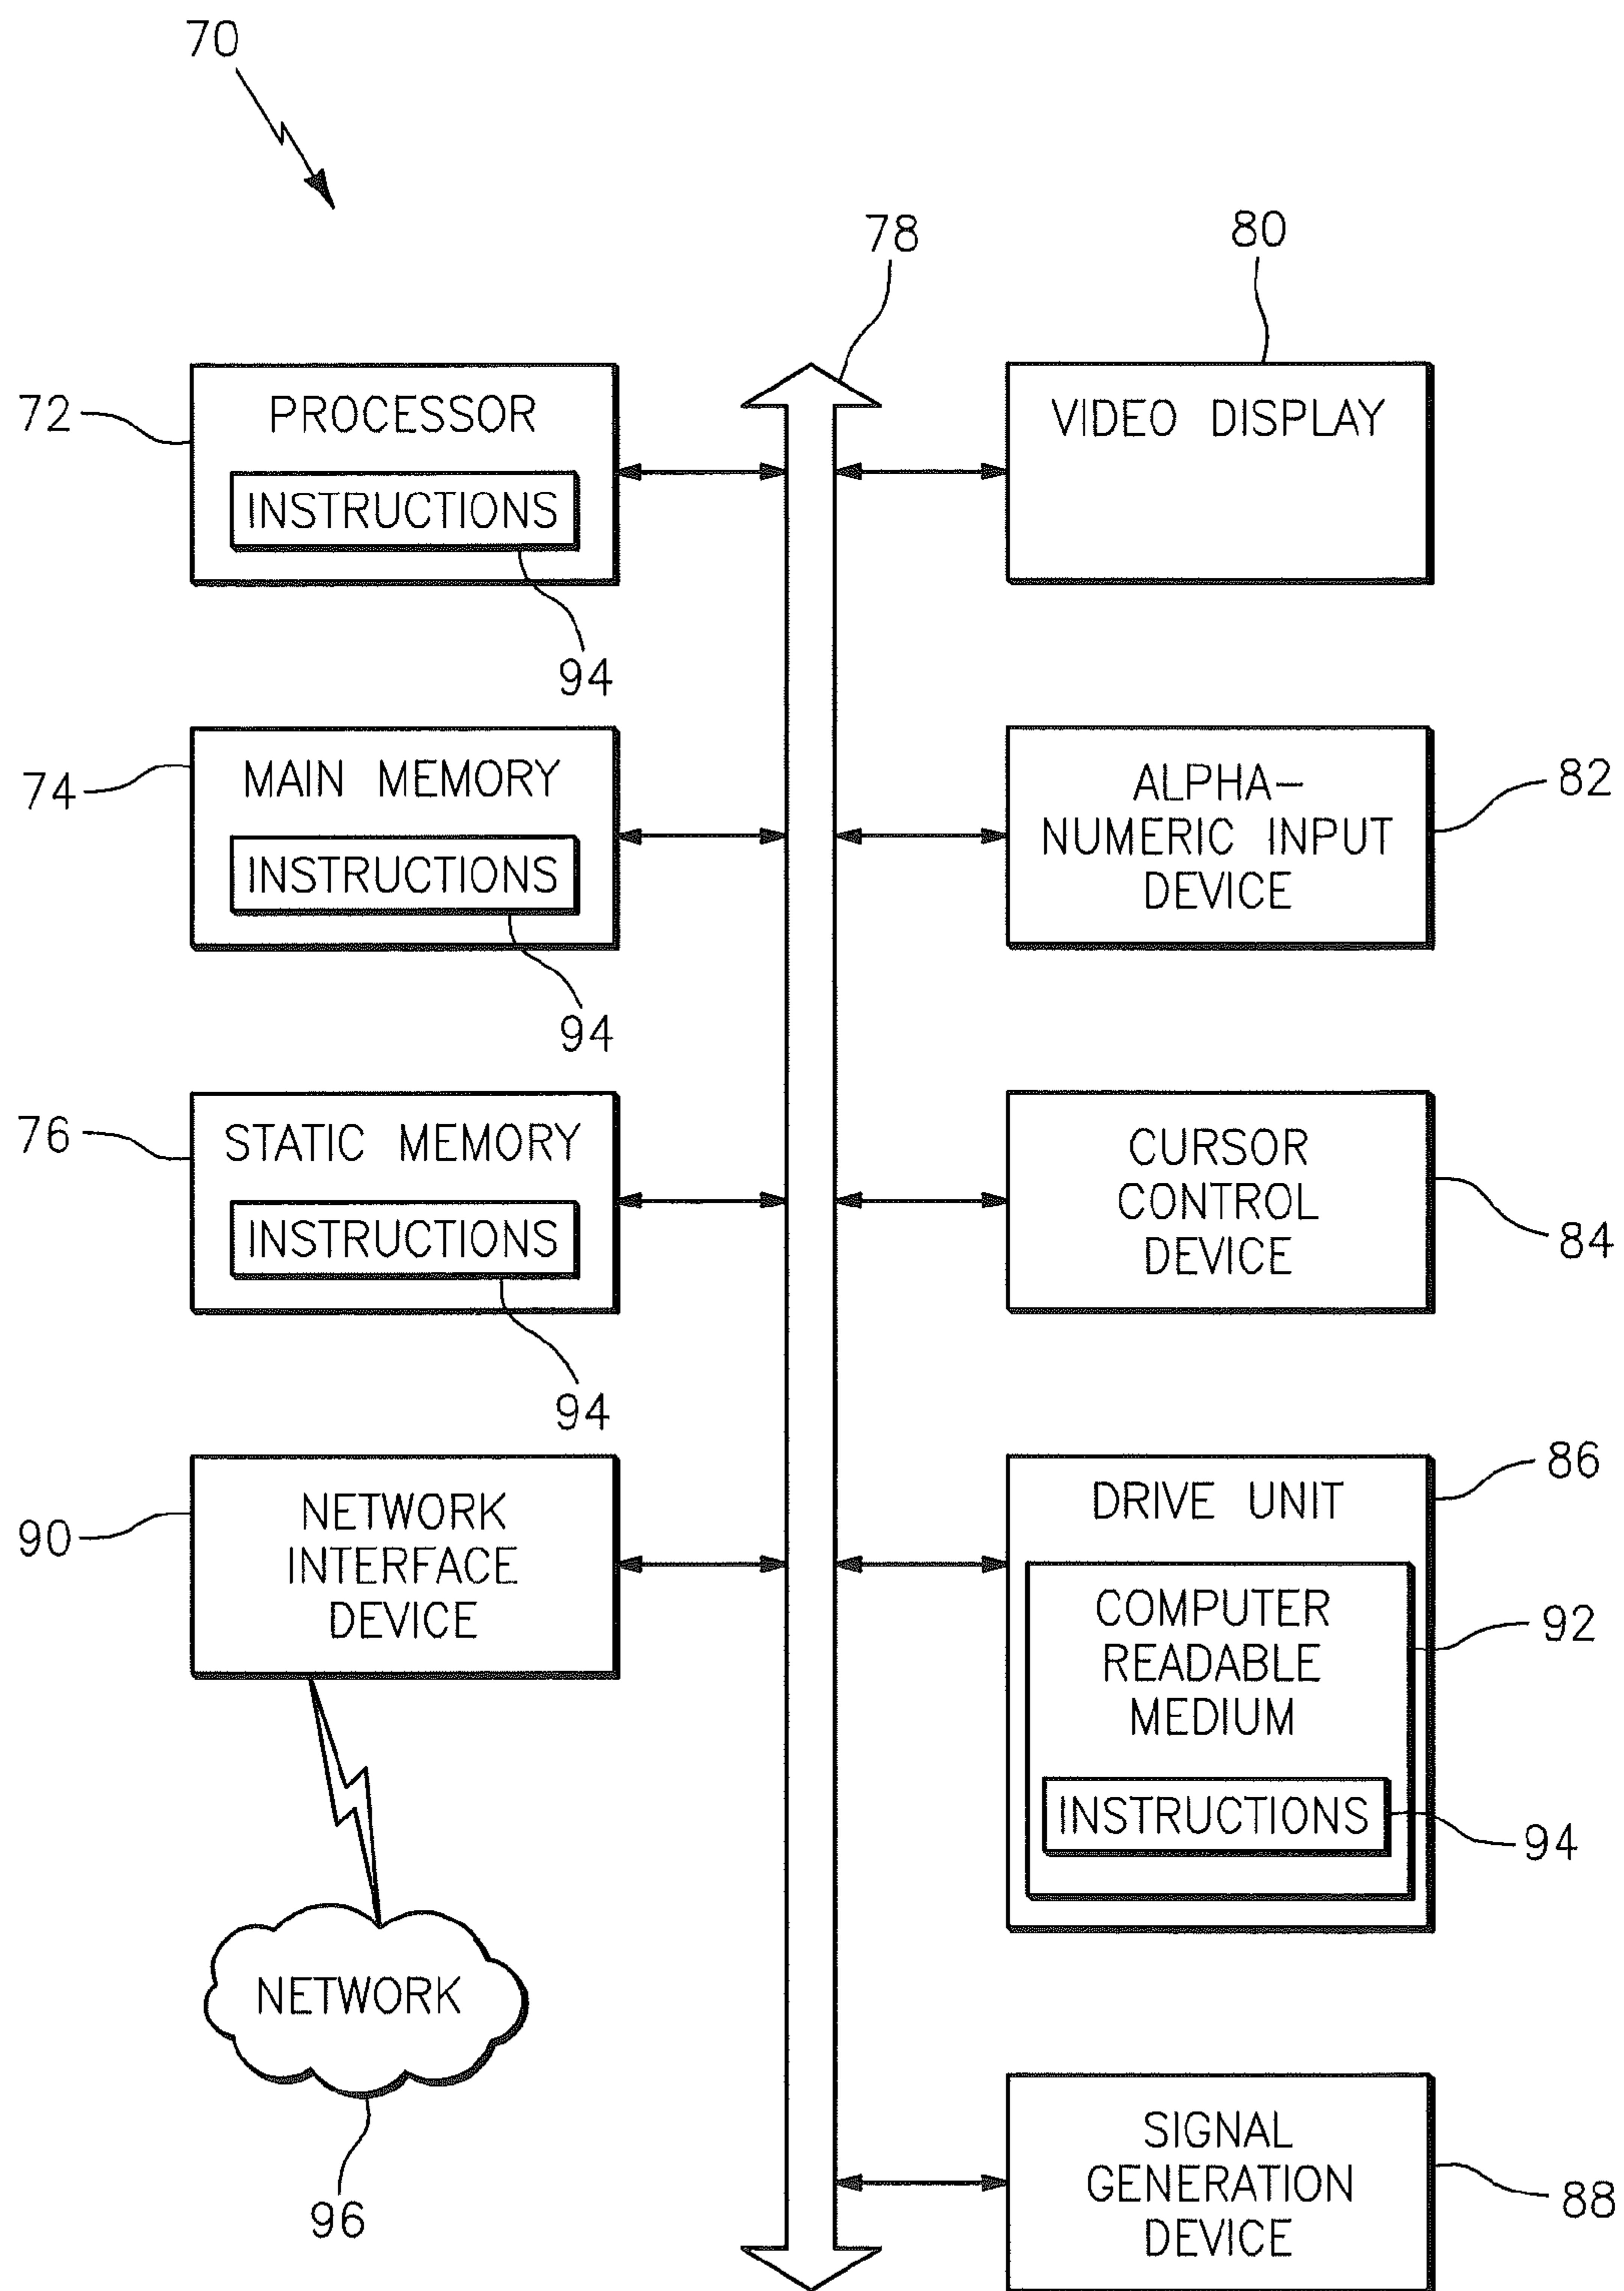 70
78
80
72
PROCESSOR
INSTRUCTIONS
94
VIDEO DISPLAY
74
MAIN MEMORY
INSTRUCTIONS
94
ALPHA-
NUMERIC INPUT
DEVICE
82
76
STATIC MEMORY
INSTRUCTIONS
94
CURSOR
CONTROL
DEVICE
84
90
NETWORK
INTERFACE
DEVICE
DRIVE UNIT
86
COMPUTER
READABLE
MEDIUM
92
INSTRUCTIONS
94
NETWORK
96
SIGNAL
GENERATION
DEVICE
88